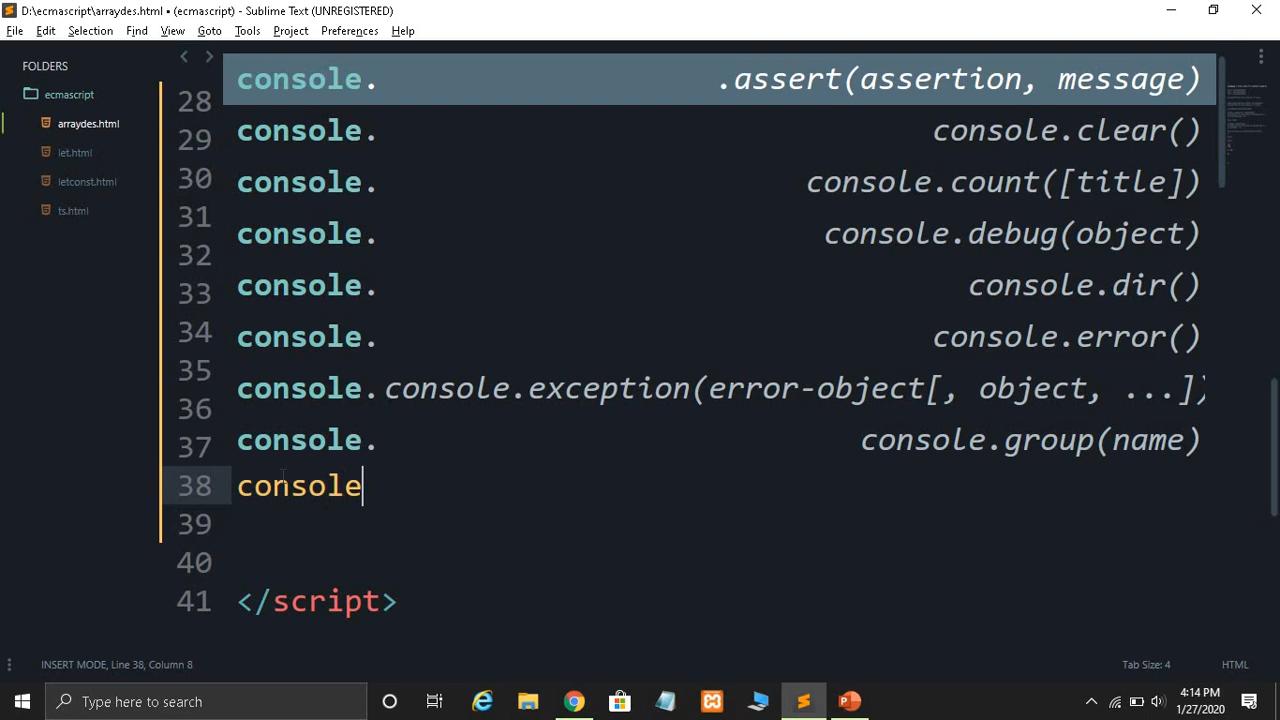 D:\ecmascript\arraydes.html • (ecmascript) - Sublime Text (UNREGISTERED)
File Edit Selection Find View Goto Tools Project Preferences Help
FOLDERS
ecmascript
arraydes.html
let.html
letconst.html
ts.html
console. .assert(assertion, message)
28
console. console.clear()
29
console. console.count([title])
30
31
console. console.debug(object)
32
console. console.dir()
33
console. console.error()
34
35
console.console.exception(error-object[, object, ...])
36
console. console.group(name)
37
38 console
39
40
41 </script>
INSERT MODE, Line 38, Column 8
Tab Size: 4
HTML
Type here to search
4:14 PM
1/27/2020